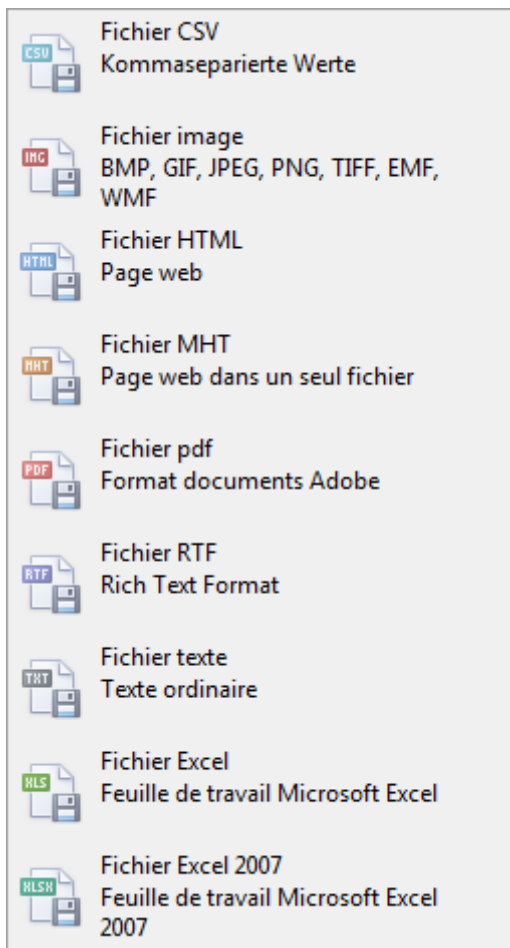 CSV
Fichier CSV
Kommaseparierte Werte
IMG
Fichier image
BMP, GIF, JPEG, PNG, TIFF, EMF,
WMF
HTML
Fichier HTML
Page web
MHT
Fichier MHT
Page web dans un seul fichier
PDF
Fichier pdf
Format documents Adobe
RTF
Fichier RTF
Rich Text Format
TXT
Fichier texte
Texte ordinaire
XLS
Fichier Excel
Feuille de travail Microsoft Excel
XLSX
Fichier Excel 2007
Feuille de travail Microsoft Excel
2007